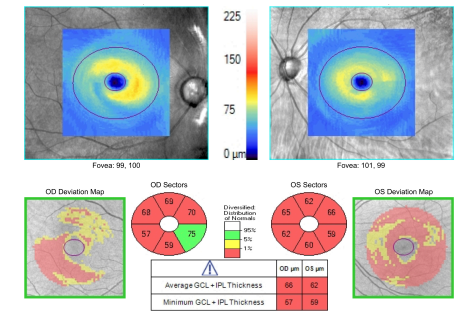 225
150
75
0 µm
Fovea: 99, 100
Fovea: 101, 99
OD Deviation Map
OD Sectors
OS Sectors
OS Deviation Map
Diversified:
Distribution
of Normals
95%
5%
1%
69
68
70
57
75
59
62
65
66
62
59
60
OD µm
OS µm
Average GCL + IPL Thickness
66
62
Minimum GCL + IPL Thickness
57
59